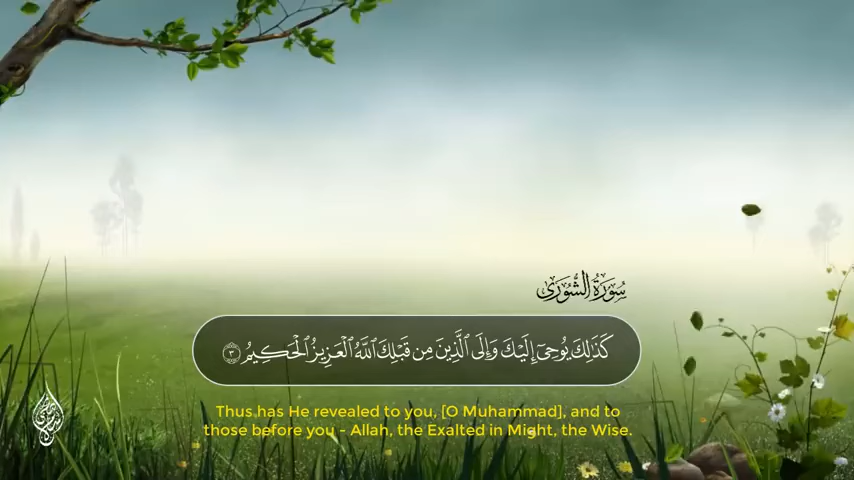 سُورَةُ الشُّورَى
كَذَٰلِكَ يُوحِيٓ إِلَيْكَ وَإِلَى ٱلَّذِينَ مِن قَبْلِكَ ٱللَّهُ ٱلْعَزِيزُ ٱلْحَكِيمُ ٣
Thus has He revealed to you, [O Muhammad], and to
those before you - Allah, the Exalted in Might, the Wise.